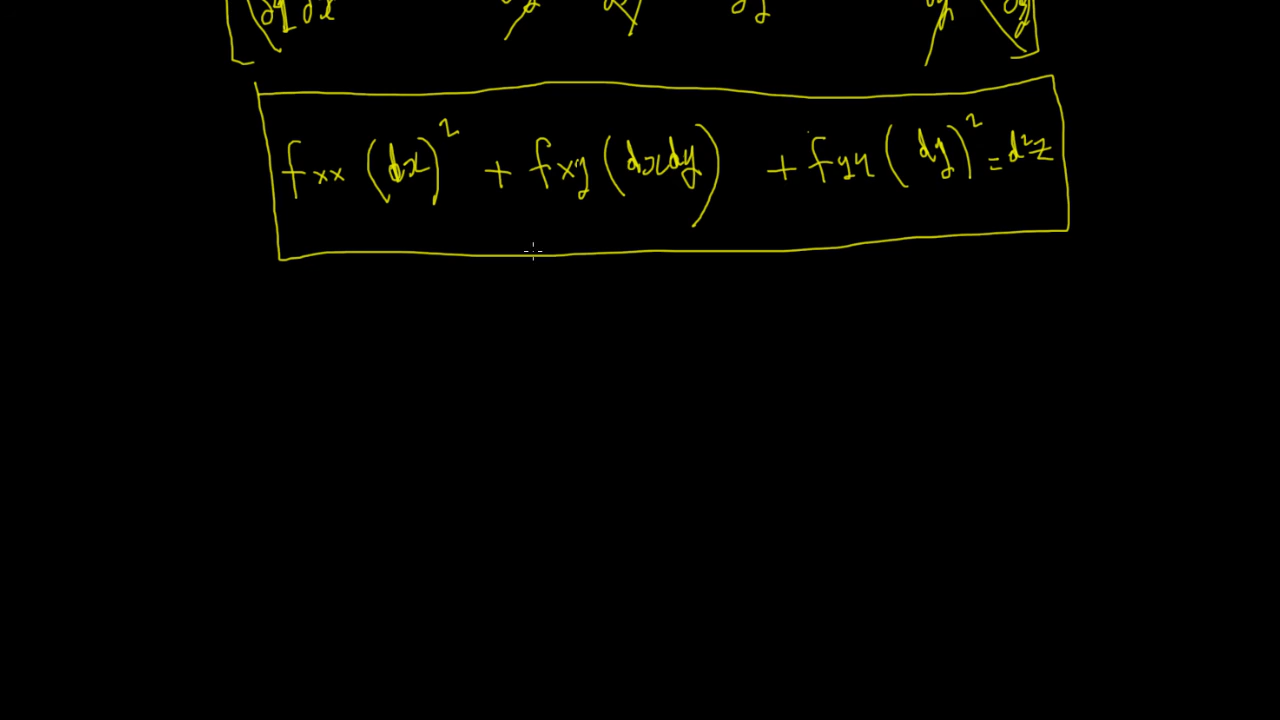 ∂x
fxx (dx)² + fxy (dxdy) + fyy (dy)² = d²z